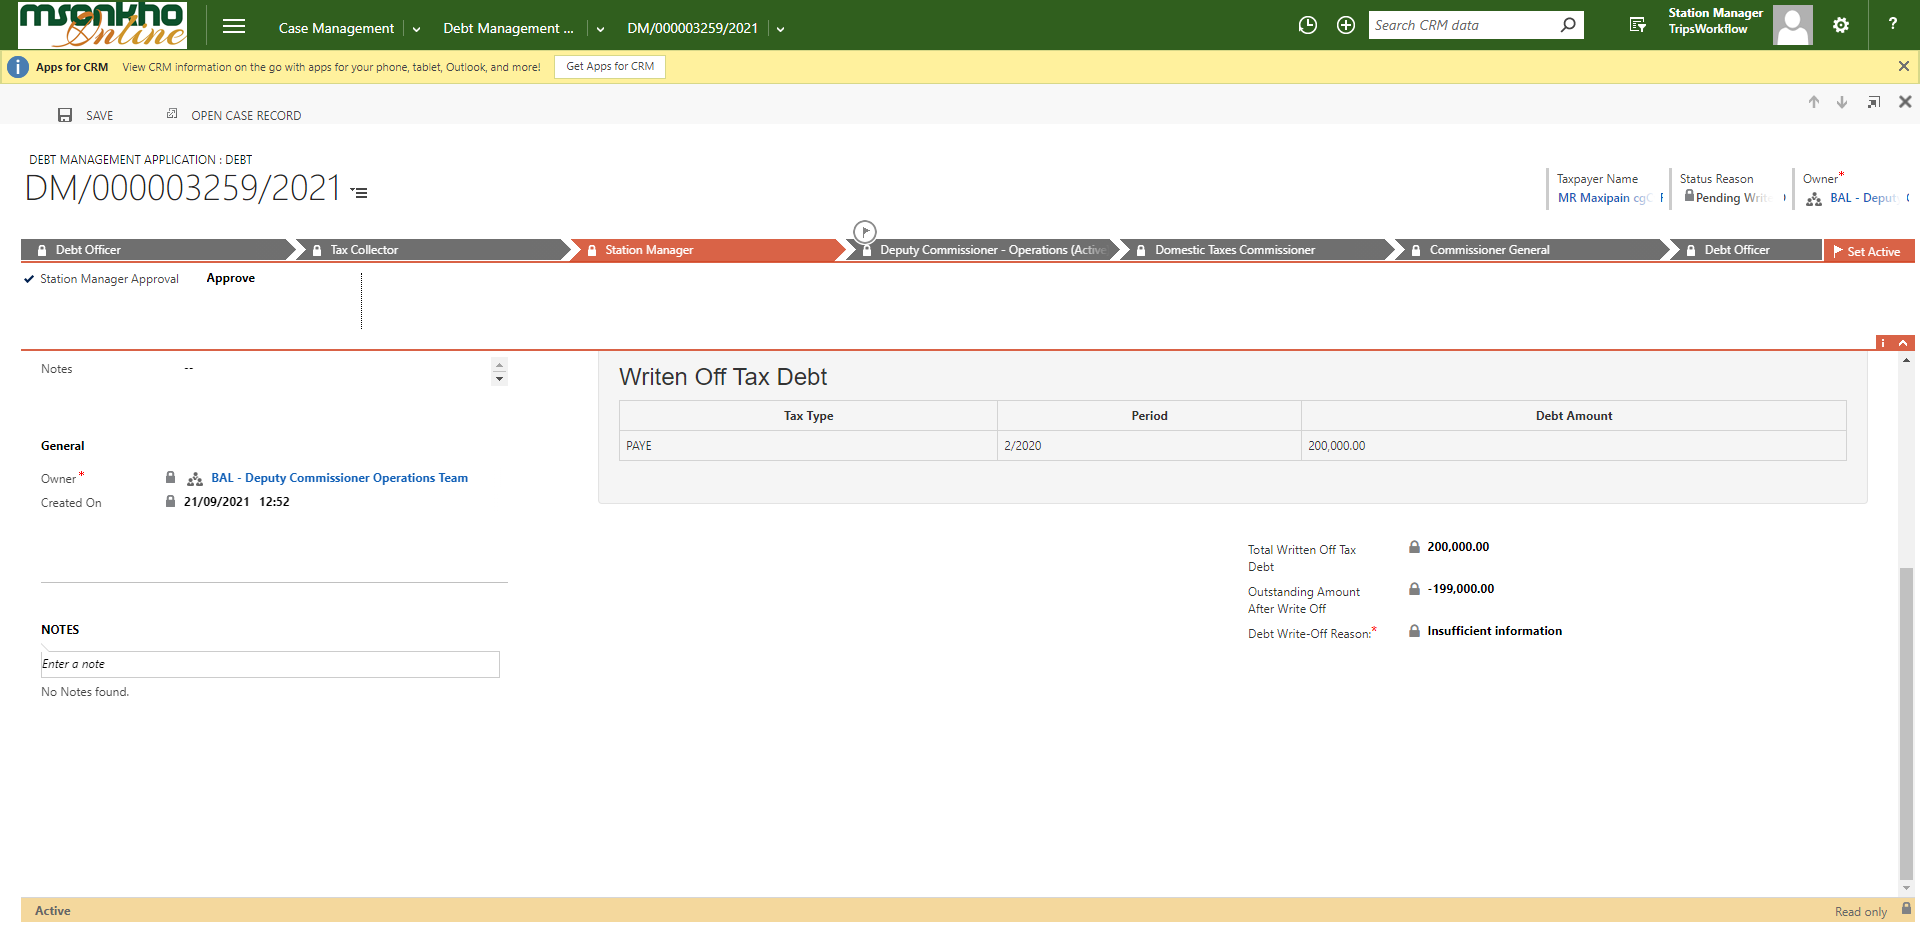 msonkho
Online
Case Management
Debt Management ...
DM/000003259/2021
Search CRM data
Station Manager
TripsWorkflow
?
i
Apps for CRM
View CRM information on the go with apps for your phone, tablet, Outlook, and more!
Get Apps for CRM
SAVE
OPEN CASE RECORD
DEBT MANAGEMENT APPLICATION : DEBT
DM/000003259/2021
Taxpayer Name
MR Maxipain cg
Status Reason
Pending Write
Owner*
BAL - Deputy
Debt Officer
Tax Collector
Station Manager
Deputy Commissioner - Operations (Active
Domestic Taxes Commissioner
Commissioner General
Debt Officer
Set Active
Station Manager Approval
Approve
i
Notes
--
General
Owner*
BAL - Deputy Commissioner Operations Team
Created On
21/09/2021 12:52
NOTES
Enter a note
No Notes found.
Writen Off Tax Debt
Tax Type Period Debt Amount
PAYE 2/2020 200,000.00
Total Written Off Tax
Debt
200,000.00
Outstanding Amount
After Write Off
-199,000.00
Debt Write-Off Reason:*
Insufficient information
Active
Read only